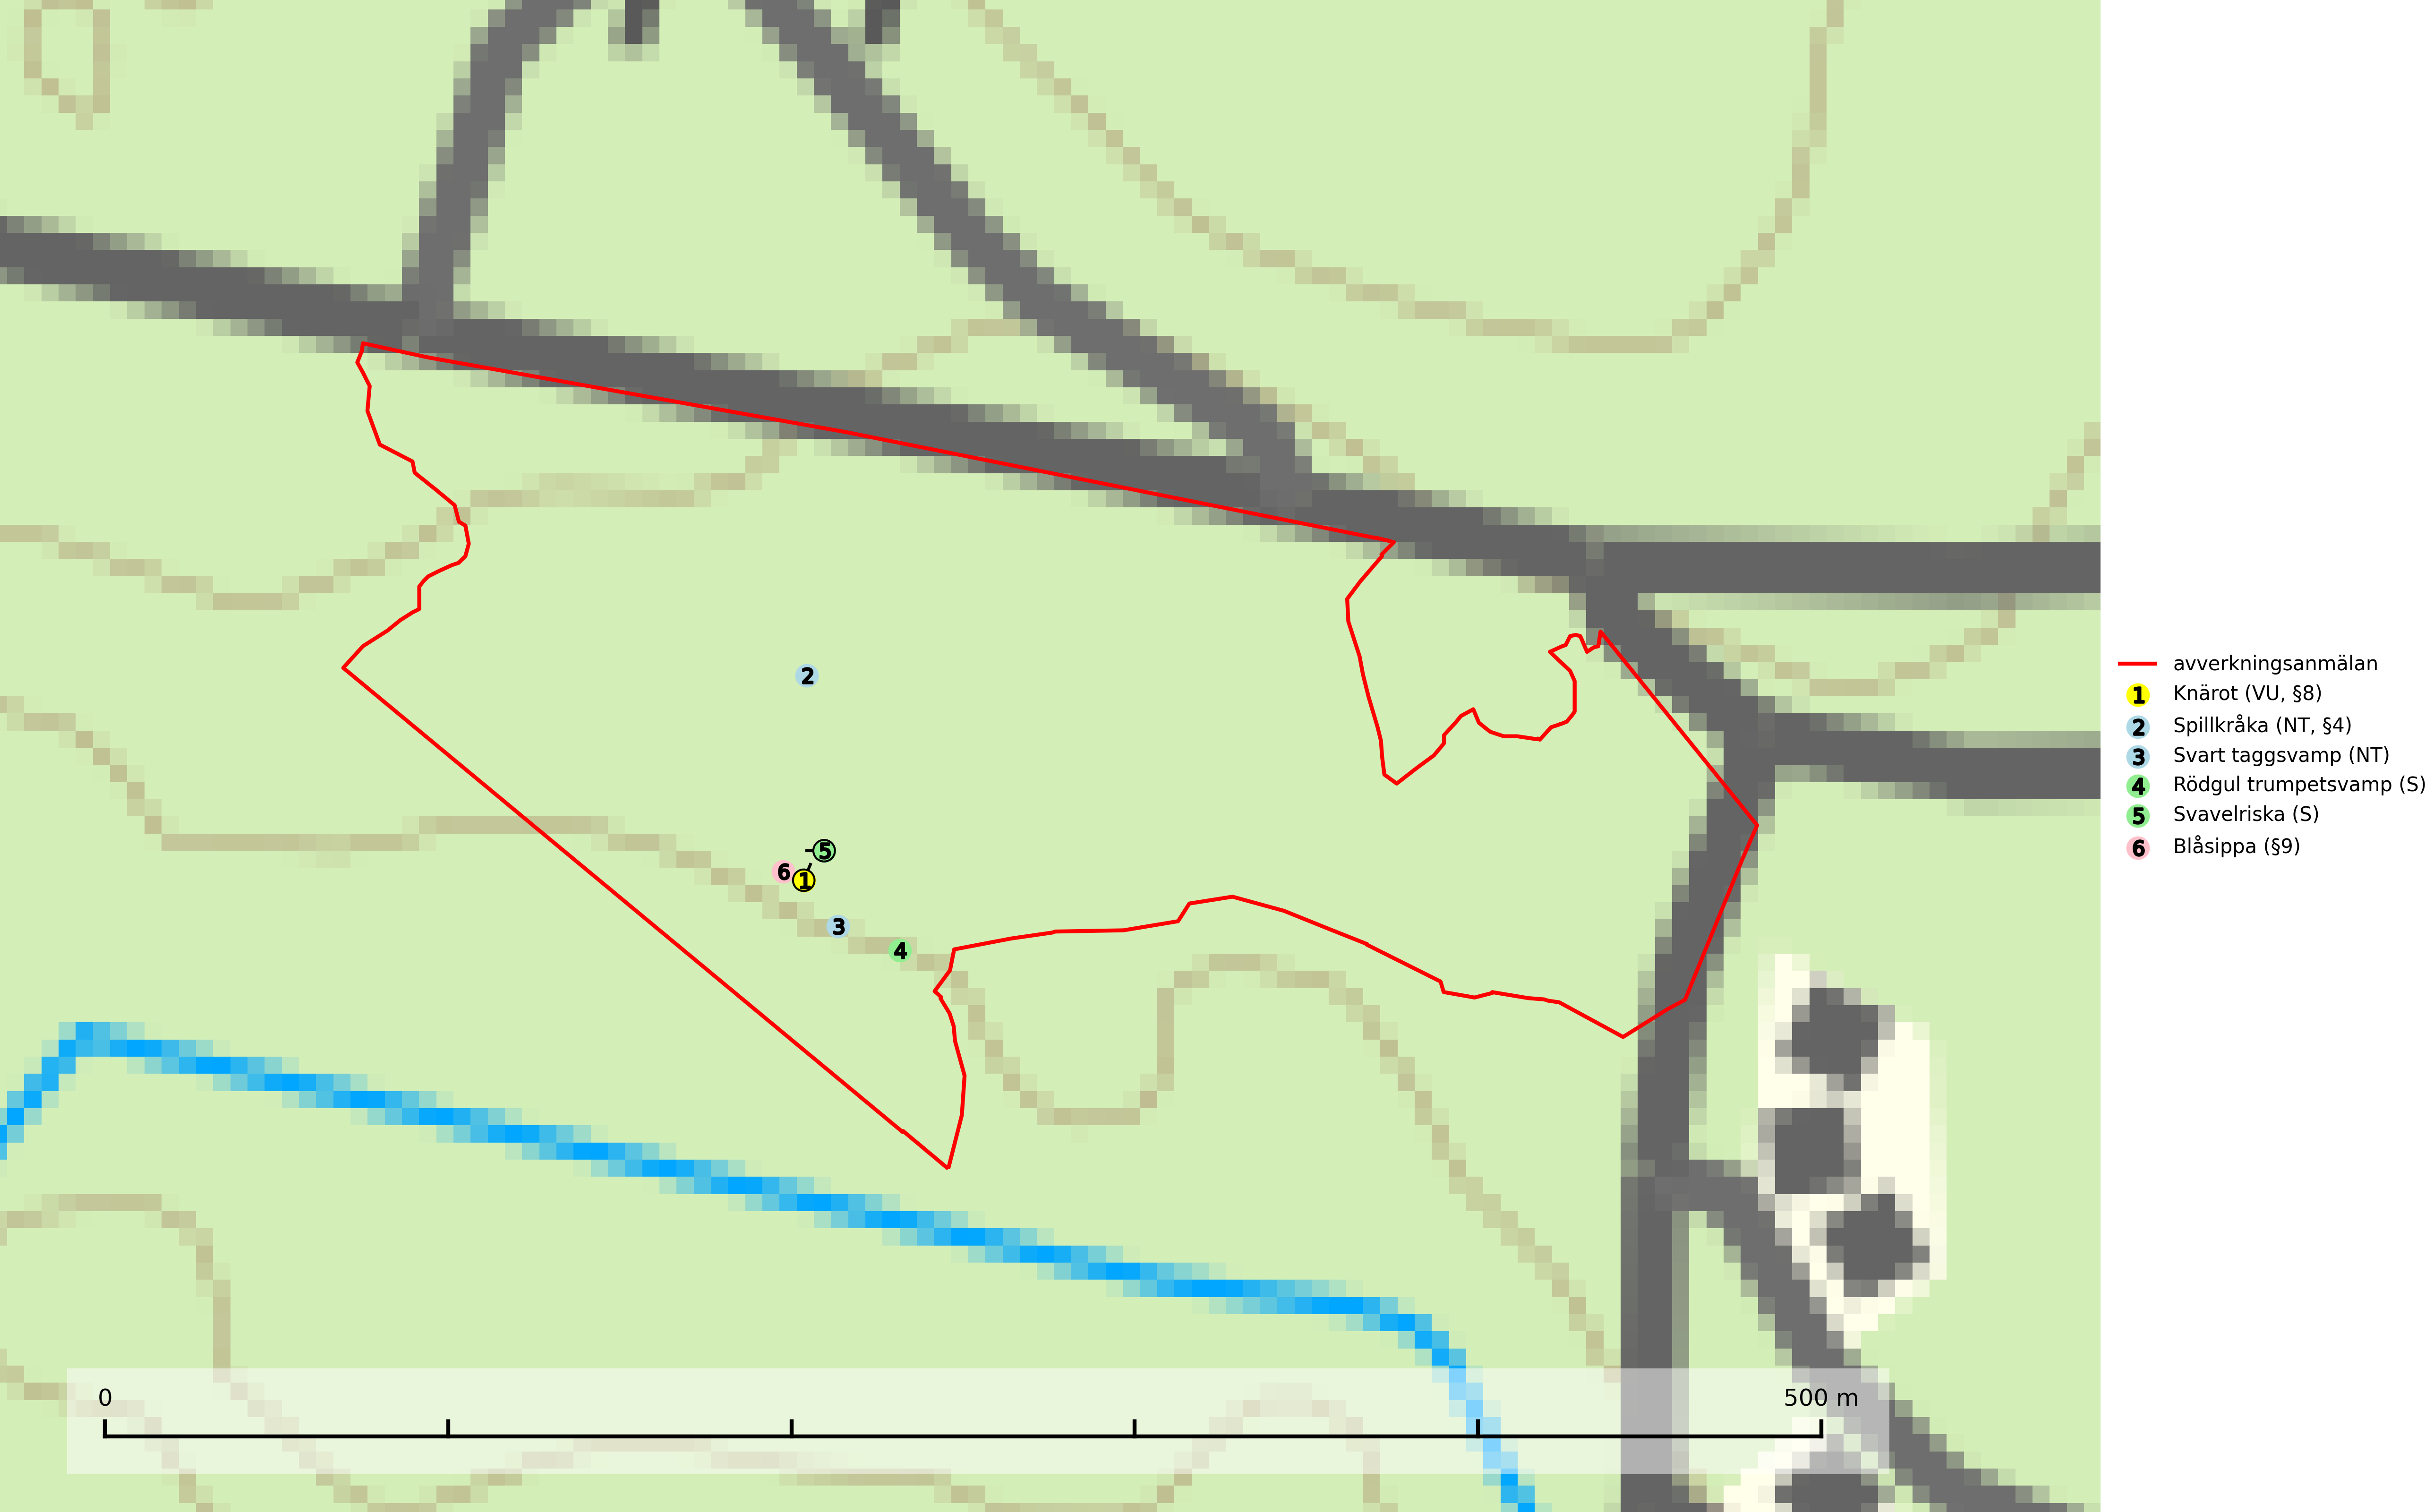 2
5
6
1
3
4
avverkningsanmälan
1 Knärot (VU, §8)
2 Spillkråka (NT, §4)
3 Svart taggsvamp (NT)
4 Rödgul trumpetsvamp (S)
5 Svavelriska (S)
6 Blåsippa (§9)
0 500 m